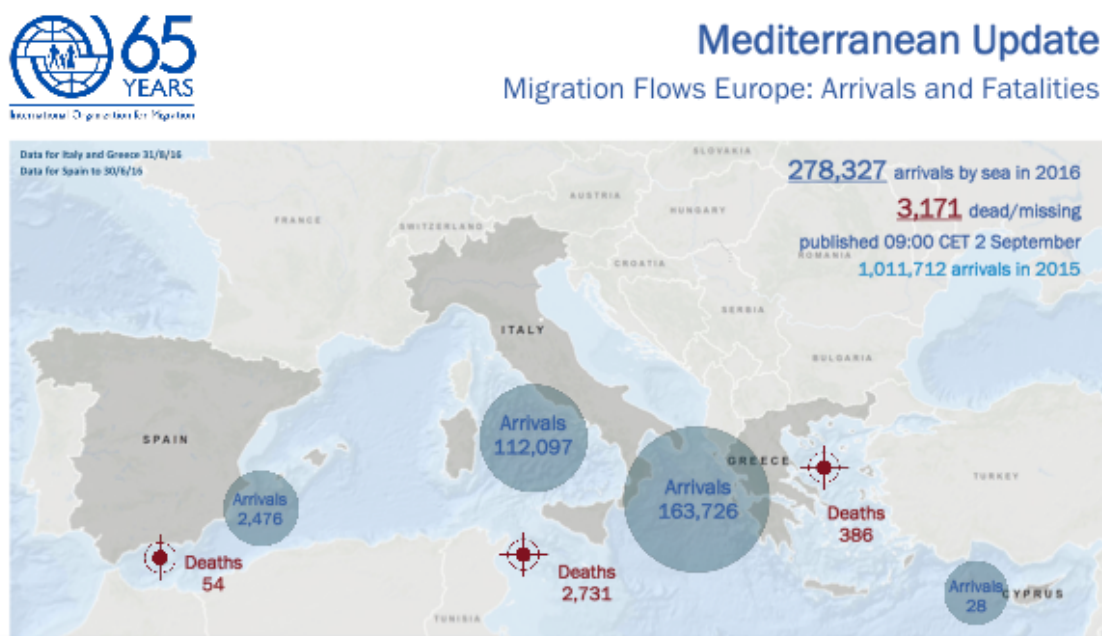 65
YEARS
International Organization for Migration
Mediterranean Update
Migration Flows Europe: Arrivals and Fatalities
Data for Italy and Greece 31/8/16
Data for Spain to 30/6/16
278,327 arrivals by sea in 2016
3,171 dead/missing
published 09:00 CET 2 September
1,011,712 arrivals in 2015
SLOVAKIA
AUSTRIA
FRANCE
HUNGARY
SWITZERLAND
ROMANIA
CROATIA
SERBIA
ITALY
BULGARIA
SPAIN
Arrivals
112,097
GREECE
TURKEY
Arrivals
2,476
Arrivals
163,726
Deaths
386
Deaths
54
Deaths
2,731
Arrivals
28
CYPRUS
TUNISIA